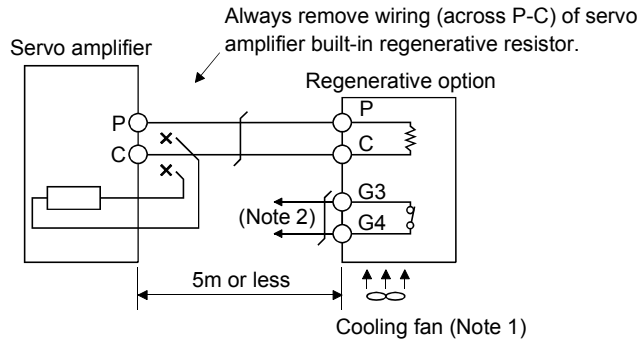 Always remove wiring (across P-C) of servo
amplifier built-in regenerative resistor.
Servo amplifier
Regenerative option
P
P
C
C
G3
(Note 2)
G4
5m or less
Cooling fan (Note 1)